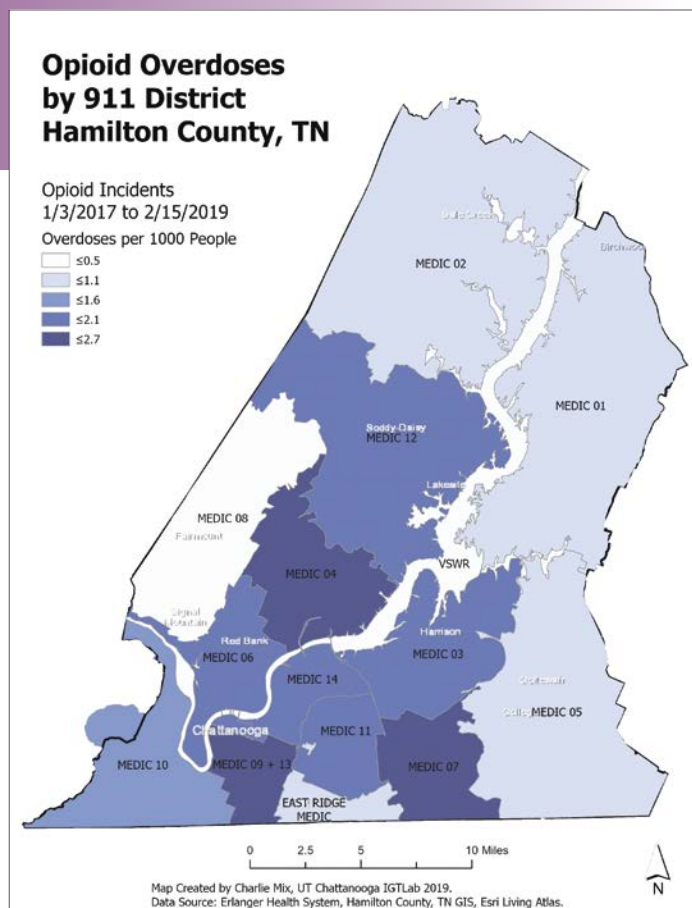 Opioid Overdoses
by 911 District
Hamilton County, TN
Opioid Incidents
1/3/2017 to 2/15/2019
Overdoses per 1000 People
≤0.5
≤1.1
≤1.6
≤2.1
≤2.7
MEDIC 02
MEDIC 01
Soddy-Daisy
MEDIC 12
MEDIC 08
Fairmount
VSWR
MEDIC 04
Signal
Mountain
Red Bank
Harrison
MEDIC 06
MEDIC 03
MEDIC 14
MEDIC 05
Chattanooga
MEDIC 11
MEDIC 10
MEDIC 09 + 13
MEDIC 07
EAST RIDGE
MEDIC
0 2.5 5 10 Miles
N
Map Created by Charlie Mix, UT Chattanooga IGTLab 2019.
Data Source: Erlanger Health System, Hamilton County, TN GIS, Esri Living Atlas.